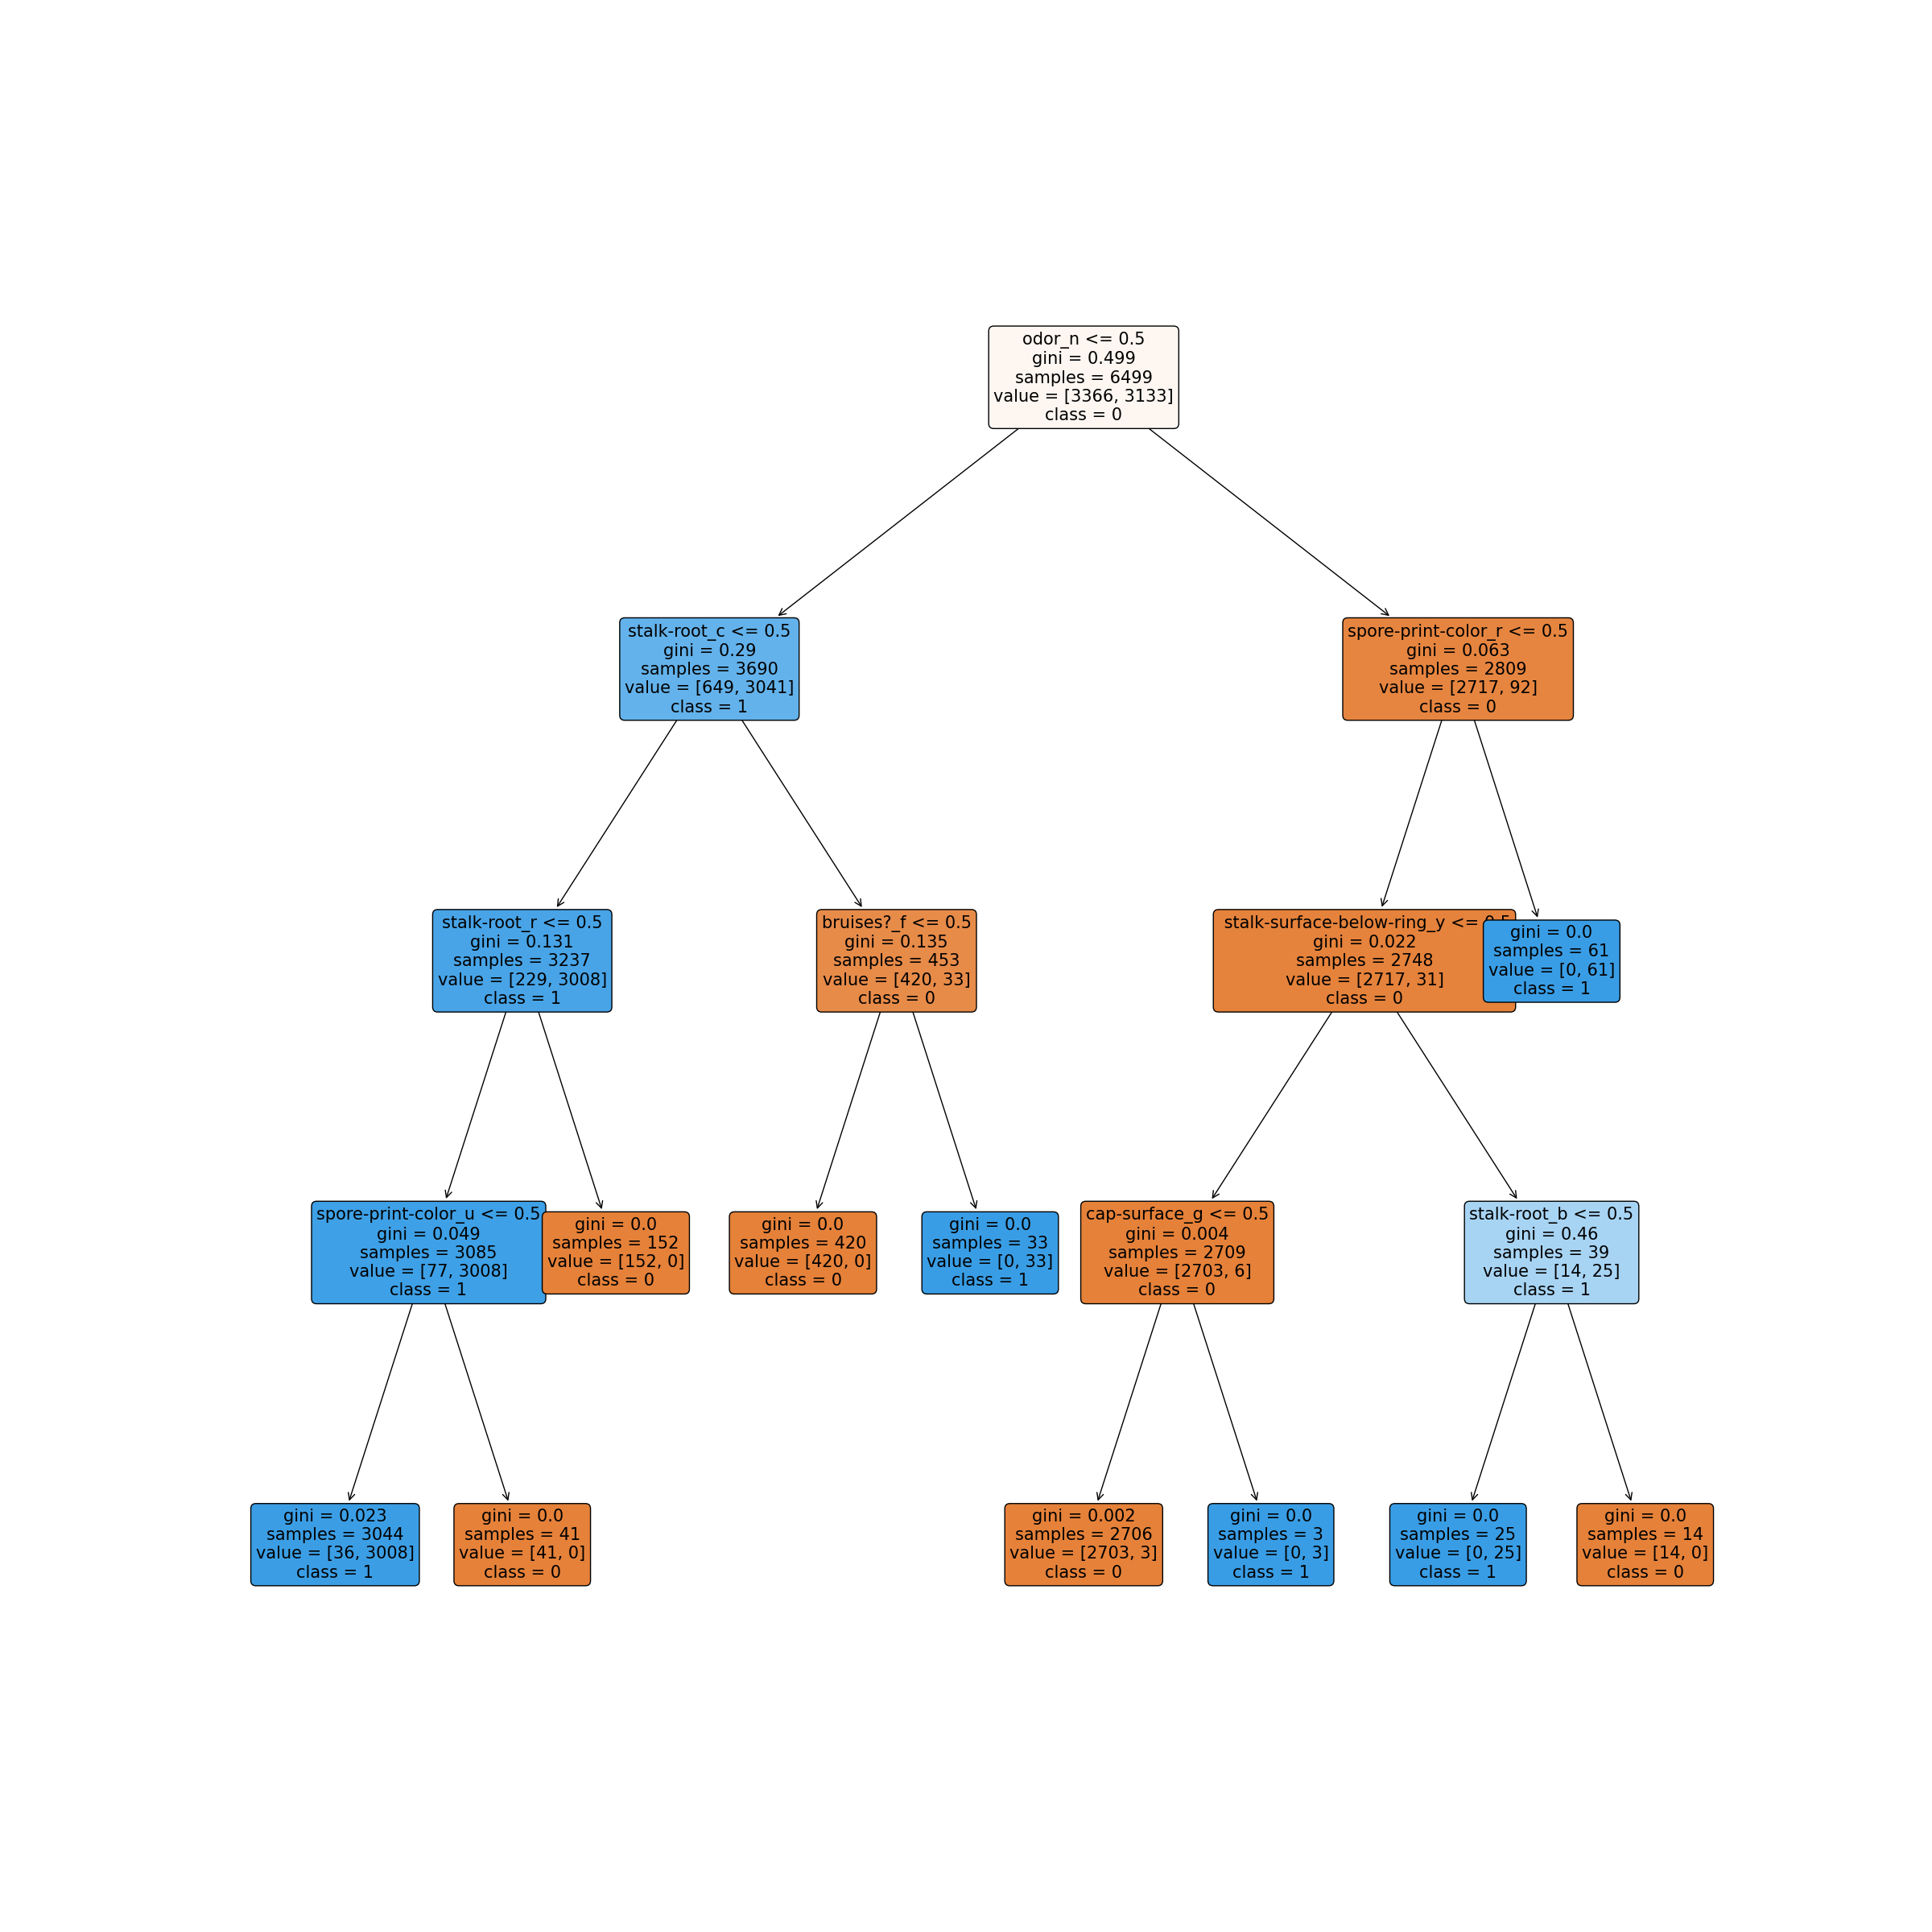 odor_n <= 0.5
gini = 0.499
samples = 6499
value = [3366, 3133]
class = 0
stalk-root_c <= 0.5
gini = 0.29
samples = 3690
value = [649, 3041]
class = 1
spore-print-color_r <= 0.5
gini = 0.063
samples = 2809
value = [2717, 92]
class = 0
stalk-root_r <= 0.5
gini = 0.131
samples = 3237
value = [229, 3008]
class = 1
bruises?_f <= 0.5
gini = 0.135
samples = 453
value = [420, 33]
class = 0
stalk-surface-below-ring_y <=
gini = 0.022
samples = 2748
value = [2717, 31]
class = 0
gini = 0.0
samples = 61
value = [0, 61]
class = 1
spore-print-color_u <= 0.5
gini = 0.049
samples = 3085
value = [77, 3008]
class = 1
gini = 0.0
samples = 152
value = [152, 0]
class = 0
gini = 0.0
samples = 420
value = [420, 0]
class = 0
gini = 0.0
samples = 33
value = [0, 33]
class = 1
cap-surface_g <= 0.5
gini = 0.004
samples = 2709
value = [2703, 6]
class = 0
stalk-root_b <= 0.5
gini = 0.46
samples = 39
value = [14, 25]
class = 1
gini = 0.023
samples = 3044
value = [36, 3008]
class = 1
gini = 0.0
samples = 41
value = [41, 0]
class = 0
gini = 0.002
samples = 2706
value = [2703, 3]
class = 0
gini = 0.0
samples = 3
value = [0, 3]
class = 1
gini = 0.0
samples = 25
value = [0, 25]
class = 1
gini = 0.0
samples = 14
value = [14, 0]
class = 0